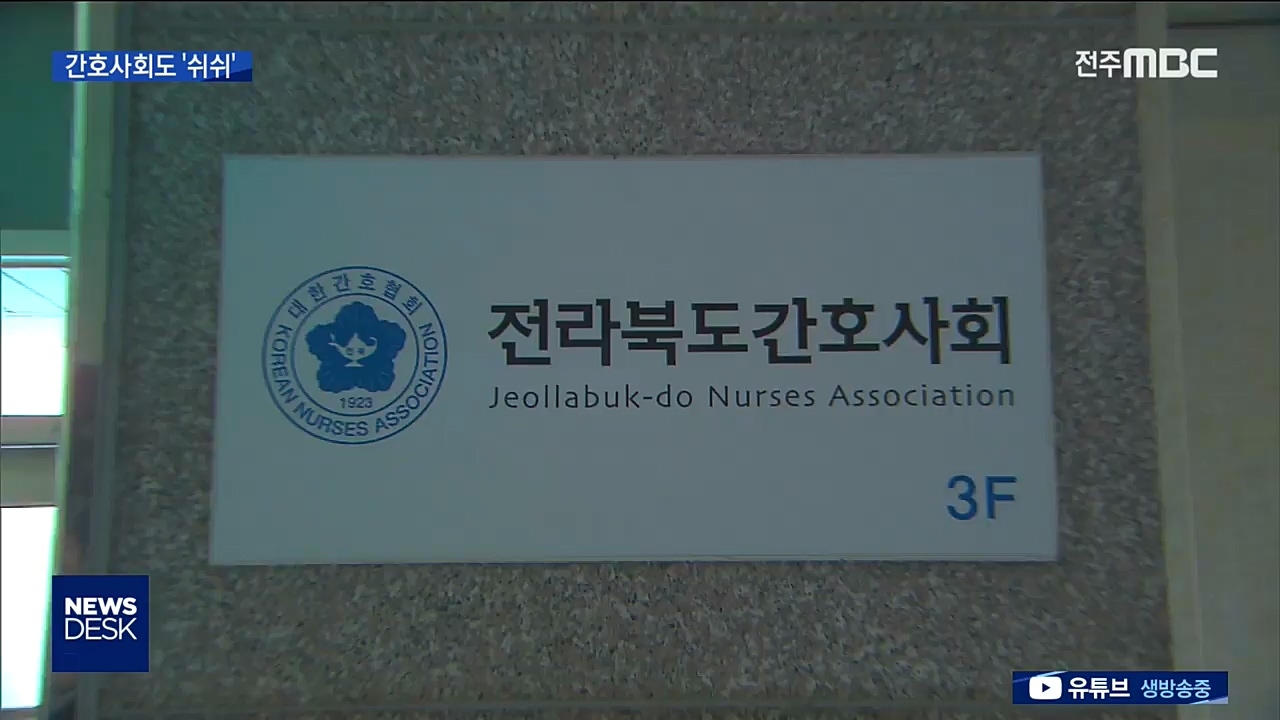 간호사회도 '쉬쉬'
전주MBC
대한간호협회
KOREAN NURSES ASSOCIATION
1923
전라북도간호사회
Jeollabuk-do Nurses Association
3F
NEWS
DESK
유튜브 생방송중